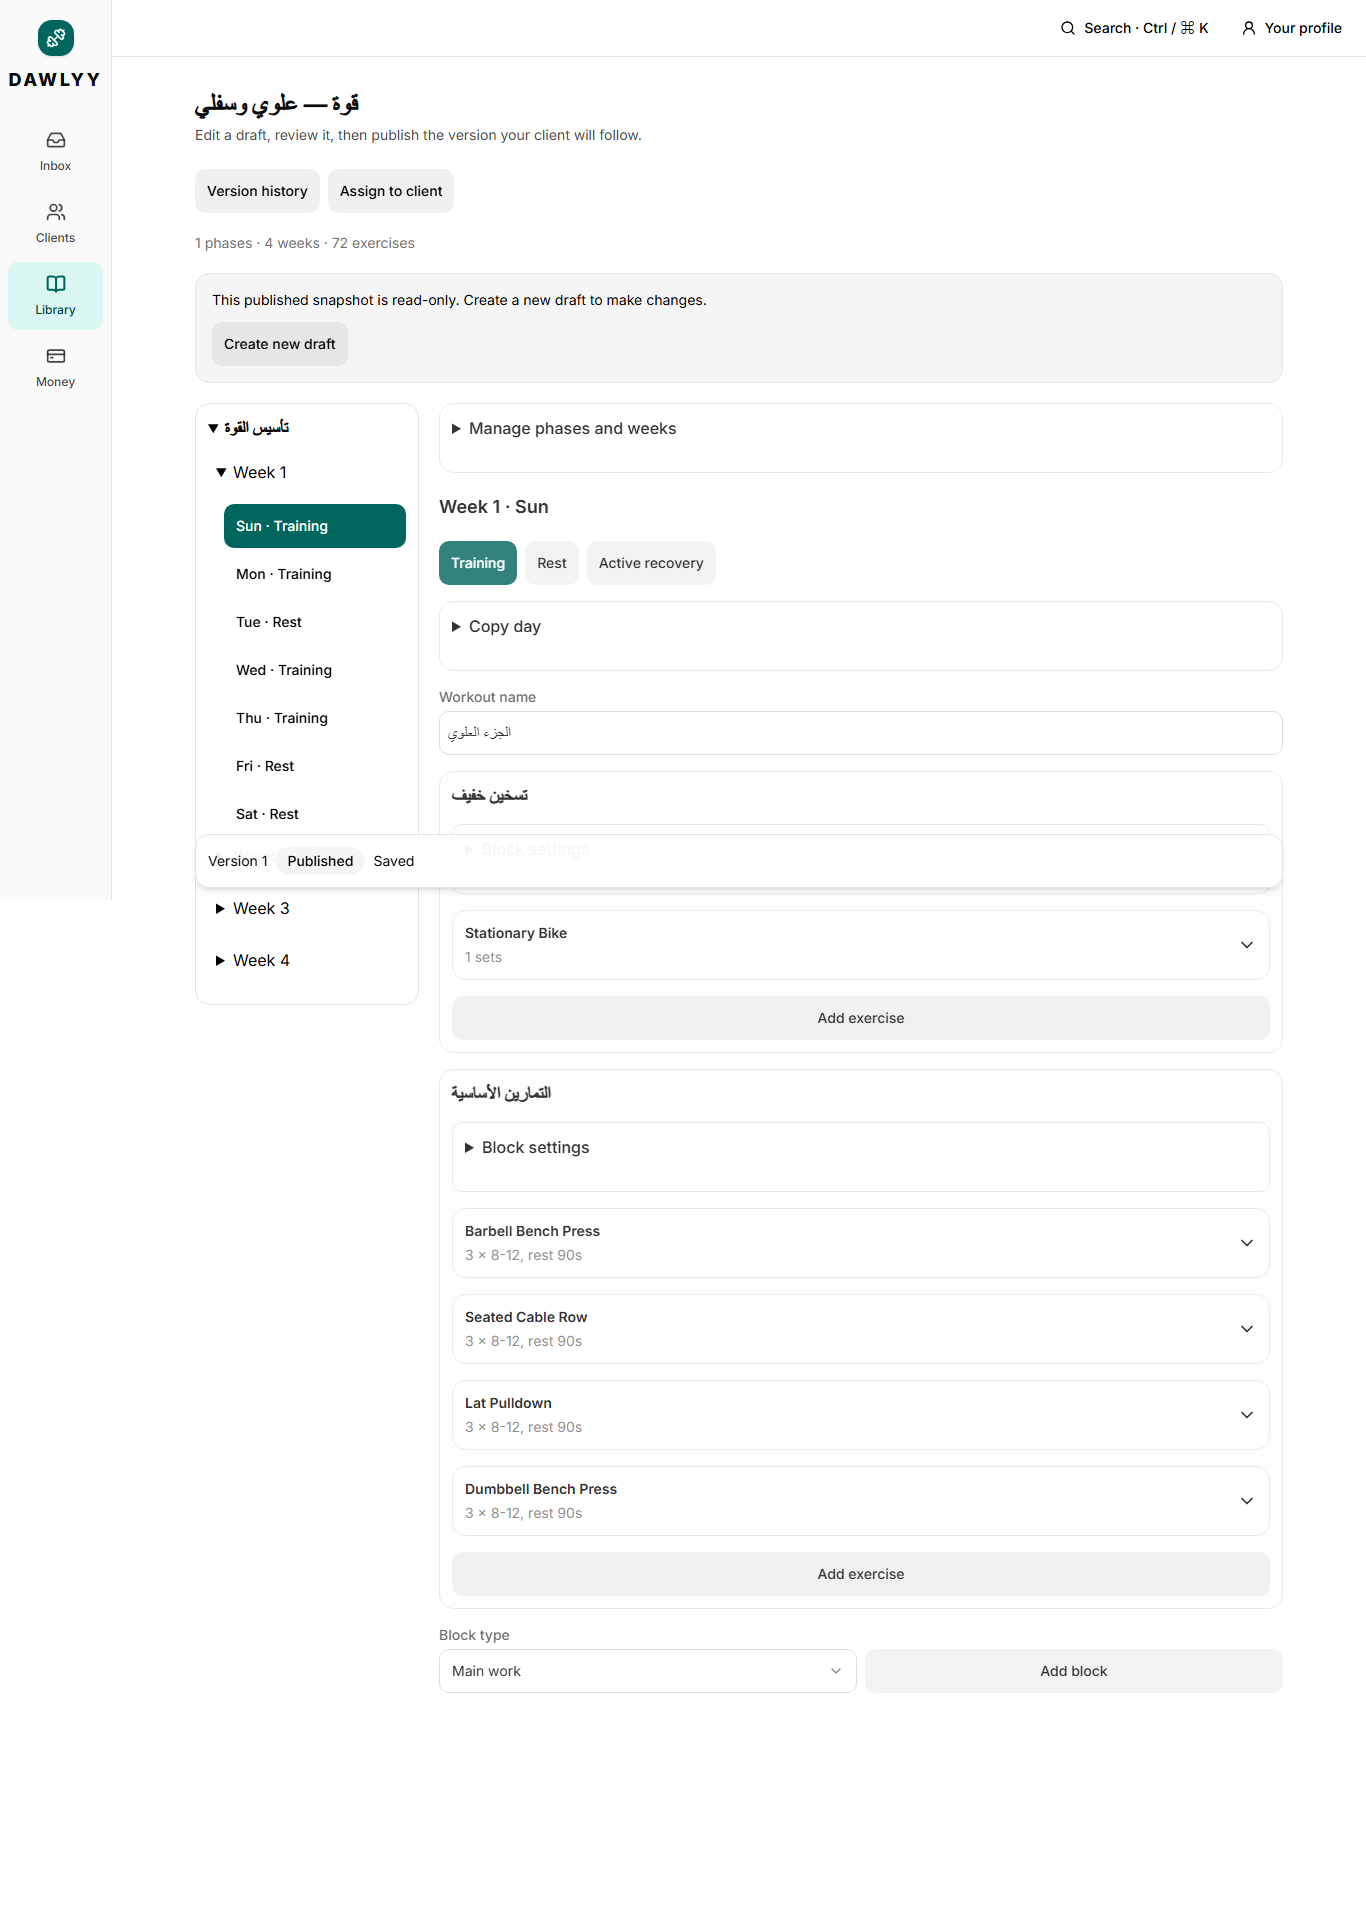 DAWLYY
Inbox
Clients
Library
Money
Search · Ctrl / ⌘ K
Your profile
قوة — علوي وسفلي
Edit a draft, review it, then publish the version your client will follow.
Version history
Assign to client
1 phases · 4 weeks · 72 exercises
This published snapshot is read-only. Create a new draft to make changes.
Create new draft
تأسيس القوة
Week 1
Sun · Training
Mon · Training
Tue · Rest
Wed · Training
Thu · Training
Fri · Rest
Sat · Rest
Week 3
Week 4
Manage phases and weeks
Week 1 · Sun
Training
Rest
Active recovery
Copy day
Workout name
الجزء العلوي
تسخين خفيف
Block settings
Version 1
Published
Saved
Stationary Bike
1 sets
Add exercise
التمارين الأساسية
Block settings
Barbell Bench Press
3 × 8-12, rest 90s
Seated Cable Row
3 × 8-12, rest 90s
Lat Pulldown
3 × 8-12, rest 90s
Dumbbell Bench Press
3 × 8-12, rest 90s
Add exercise
Block type
Main work
Add block